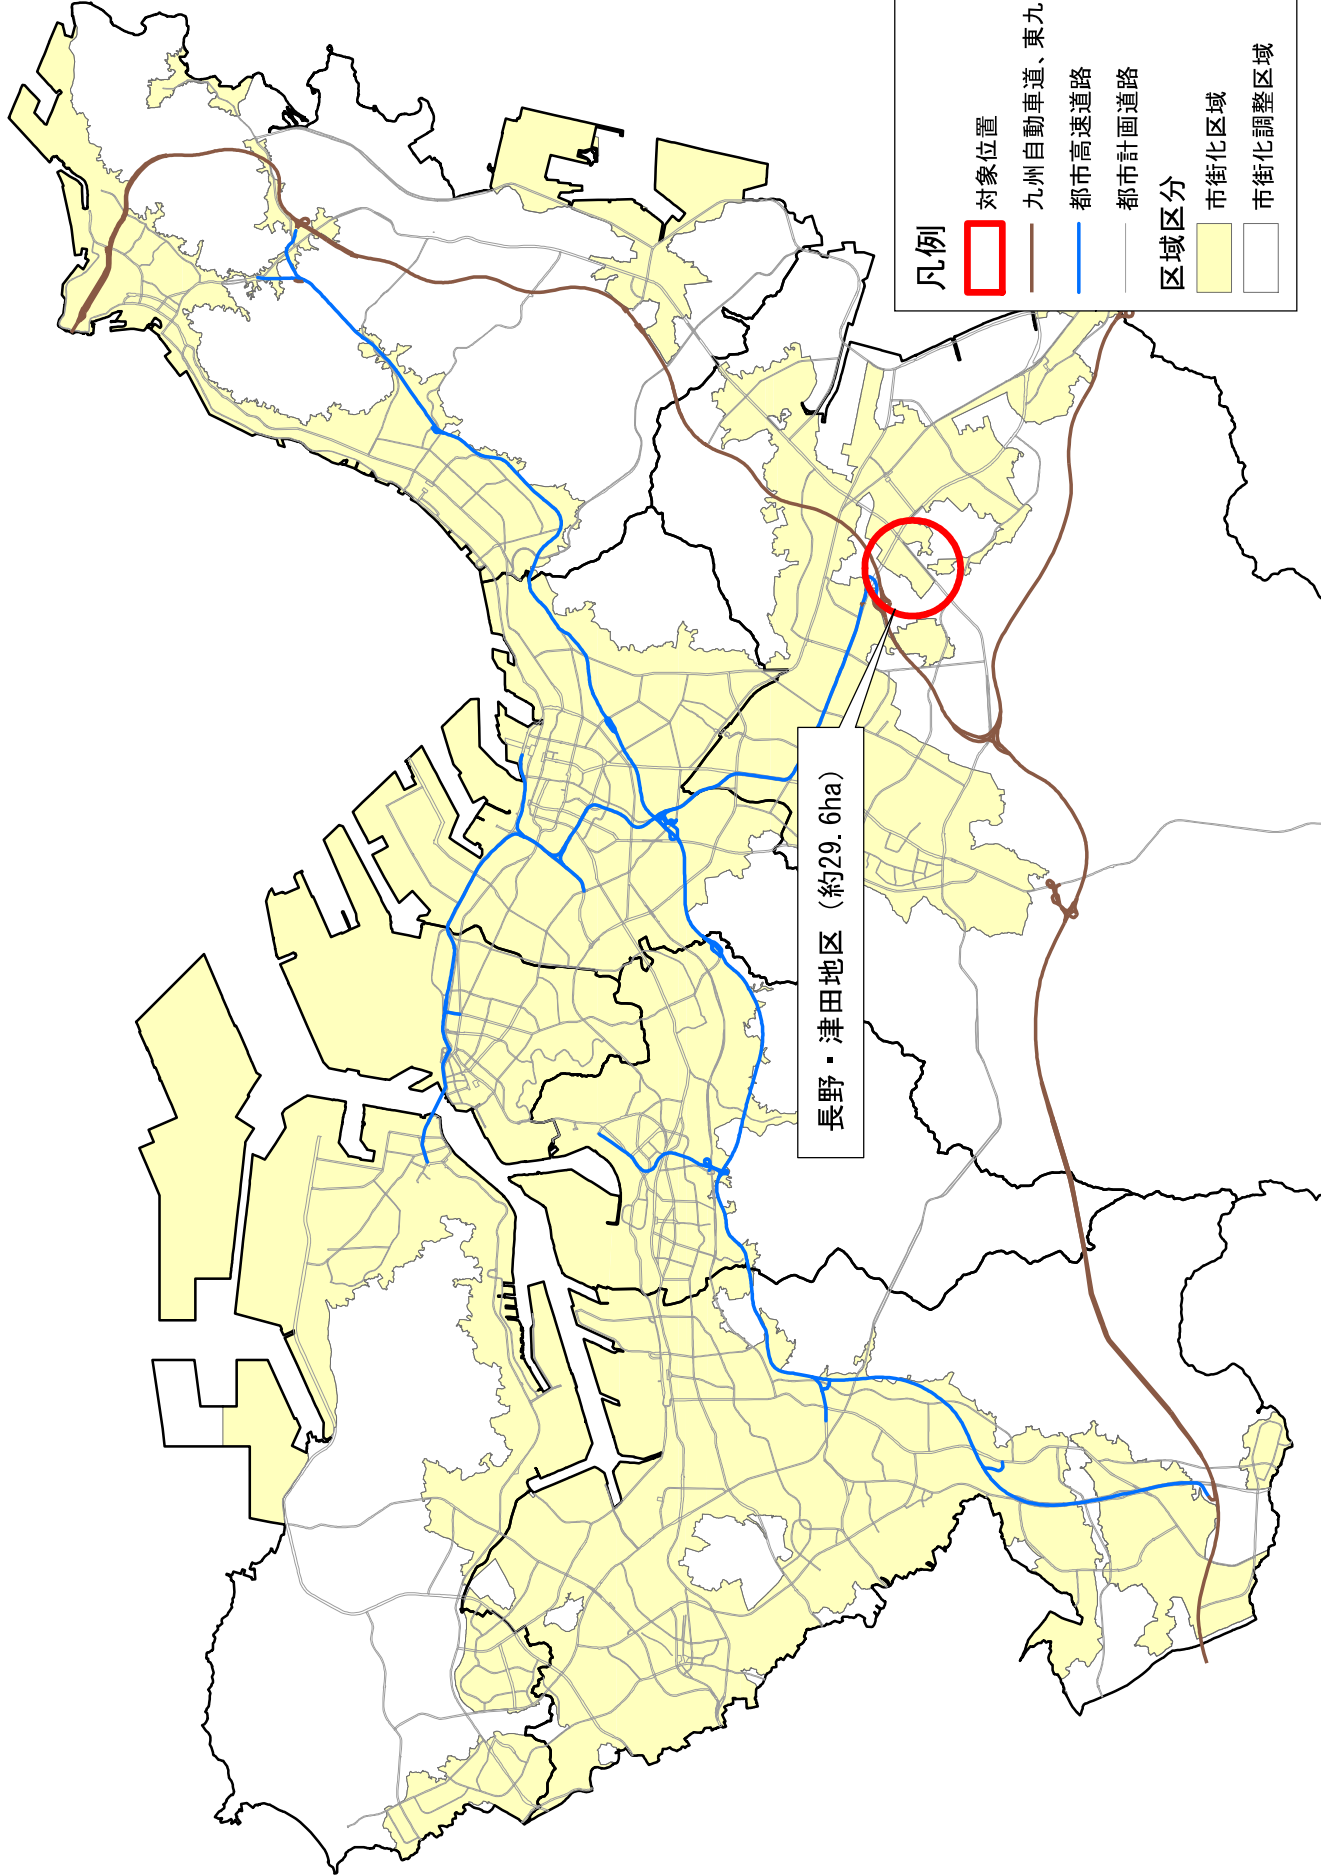 長野・津田地区（約29.6ha）
凡例
対象位置
九州自動車道、東九
都市高速道路
都市計画道路
区域区分
市街化区域
市街化調整区域